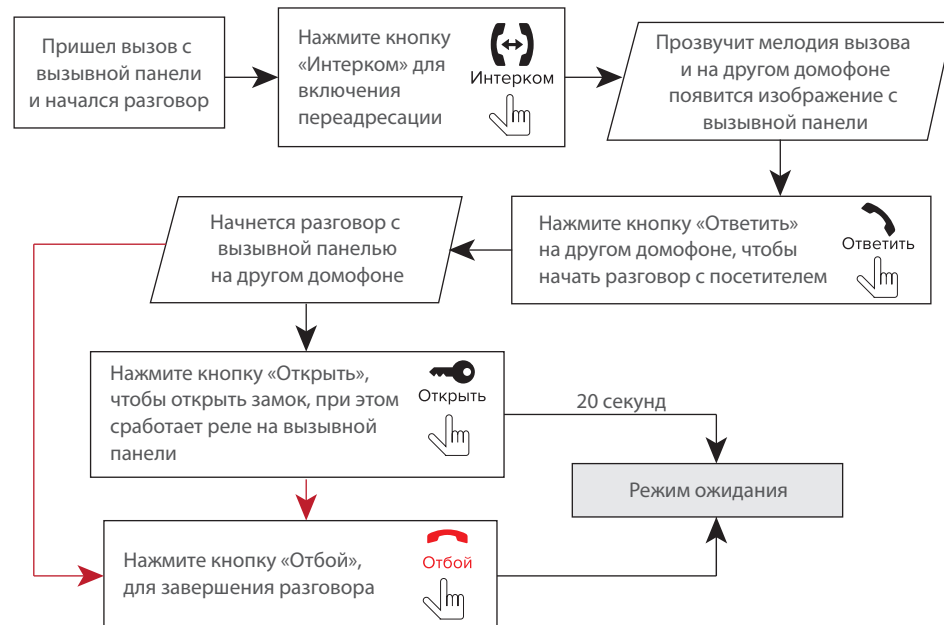 Пришел вызов с
вызывной панели
и начался разговор
Нажмите кнопку
«Интерком» для
включения
переадресации
Интерком
Прозвучит мелодия вызова
и на другом домофоне
появится изображение с
вызывной панели
Нажмите кнопку «Ответить»
на другом домофоне, чтобы
начать разговор с посетителем
Ответить
Начнется разговор с
вызывной панелью
на другом домофоне
Нажмите кнопку «Открыть»,
чтобы открыть замок, при этом
сработает реле на вызывной
панели
Открыть
20 секунд
Режим ожидания
Нажмите кнопку «Отбой»,
для завершения разговора
Отбой